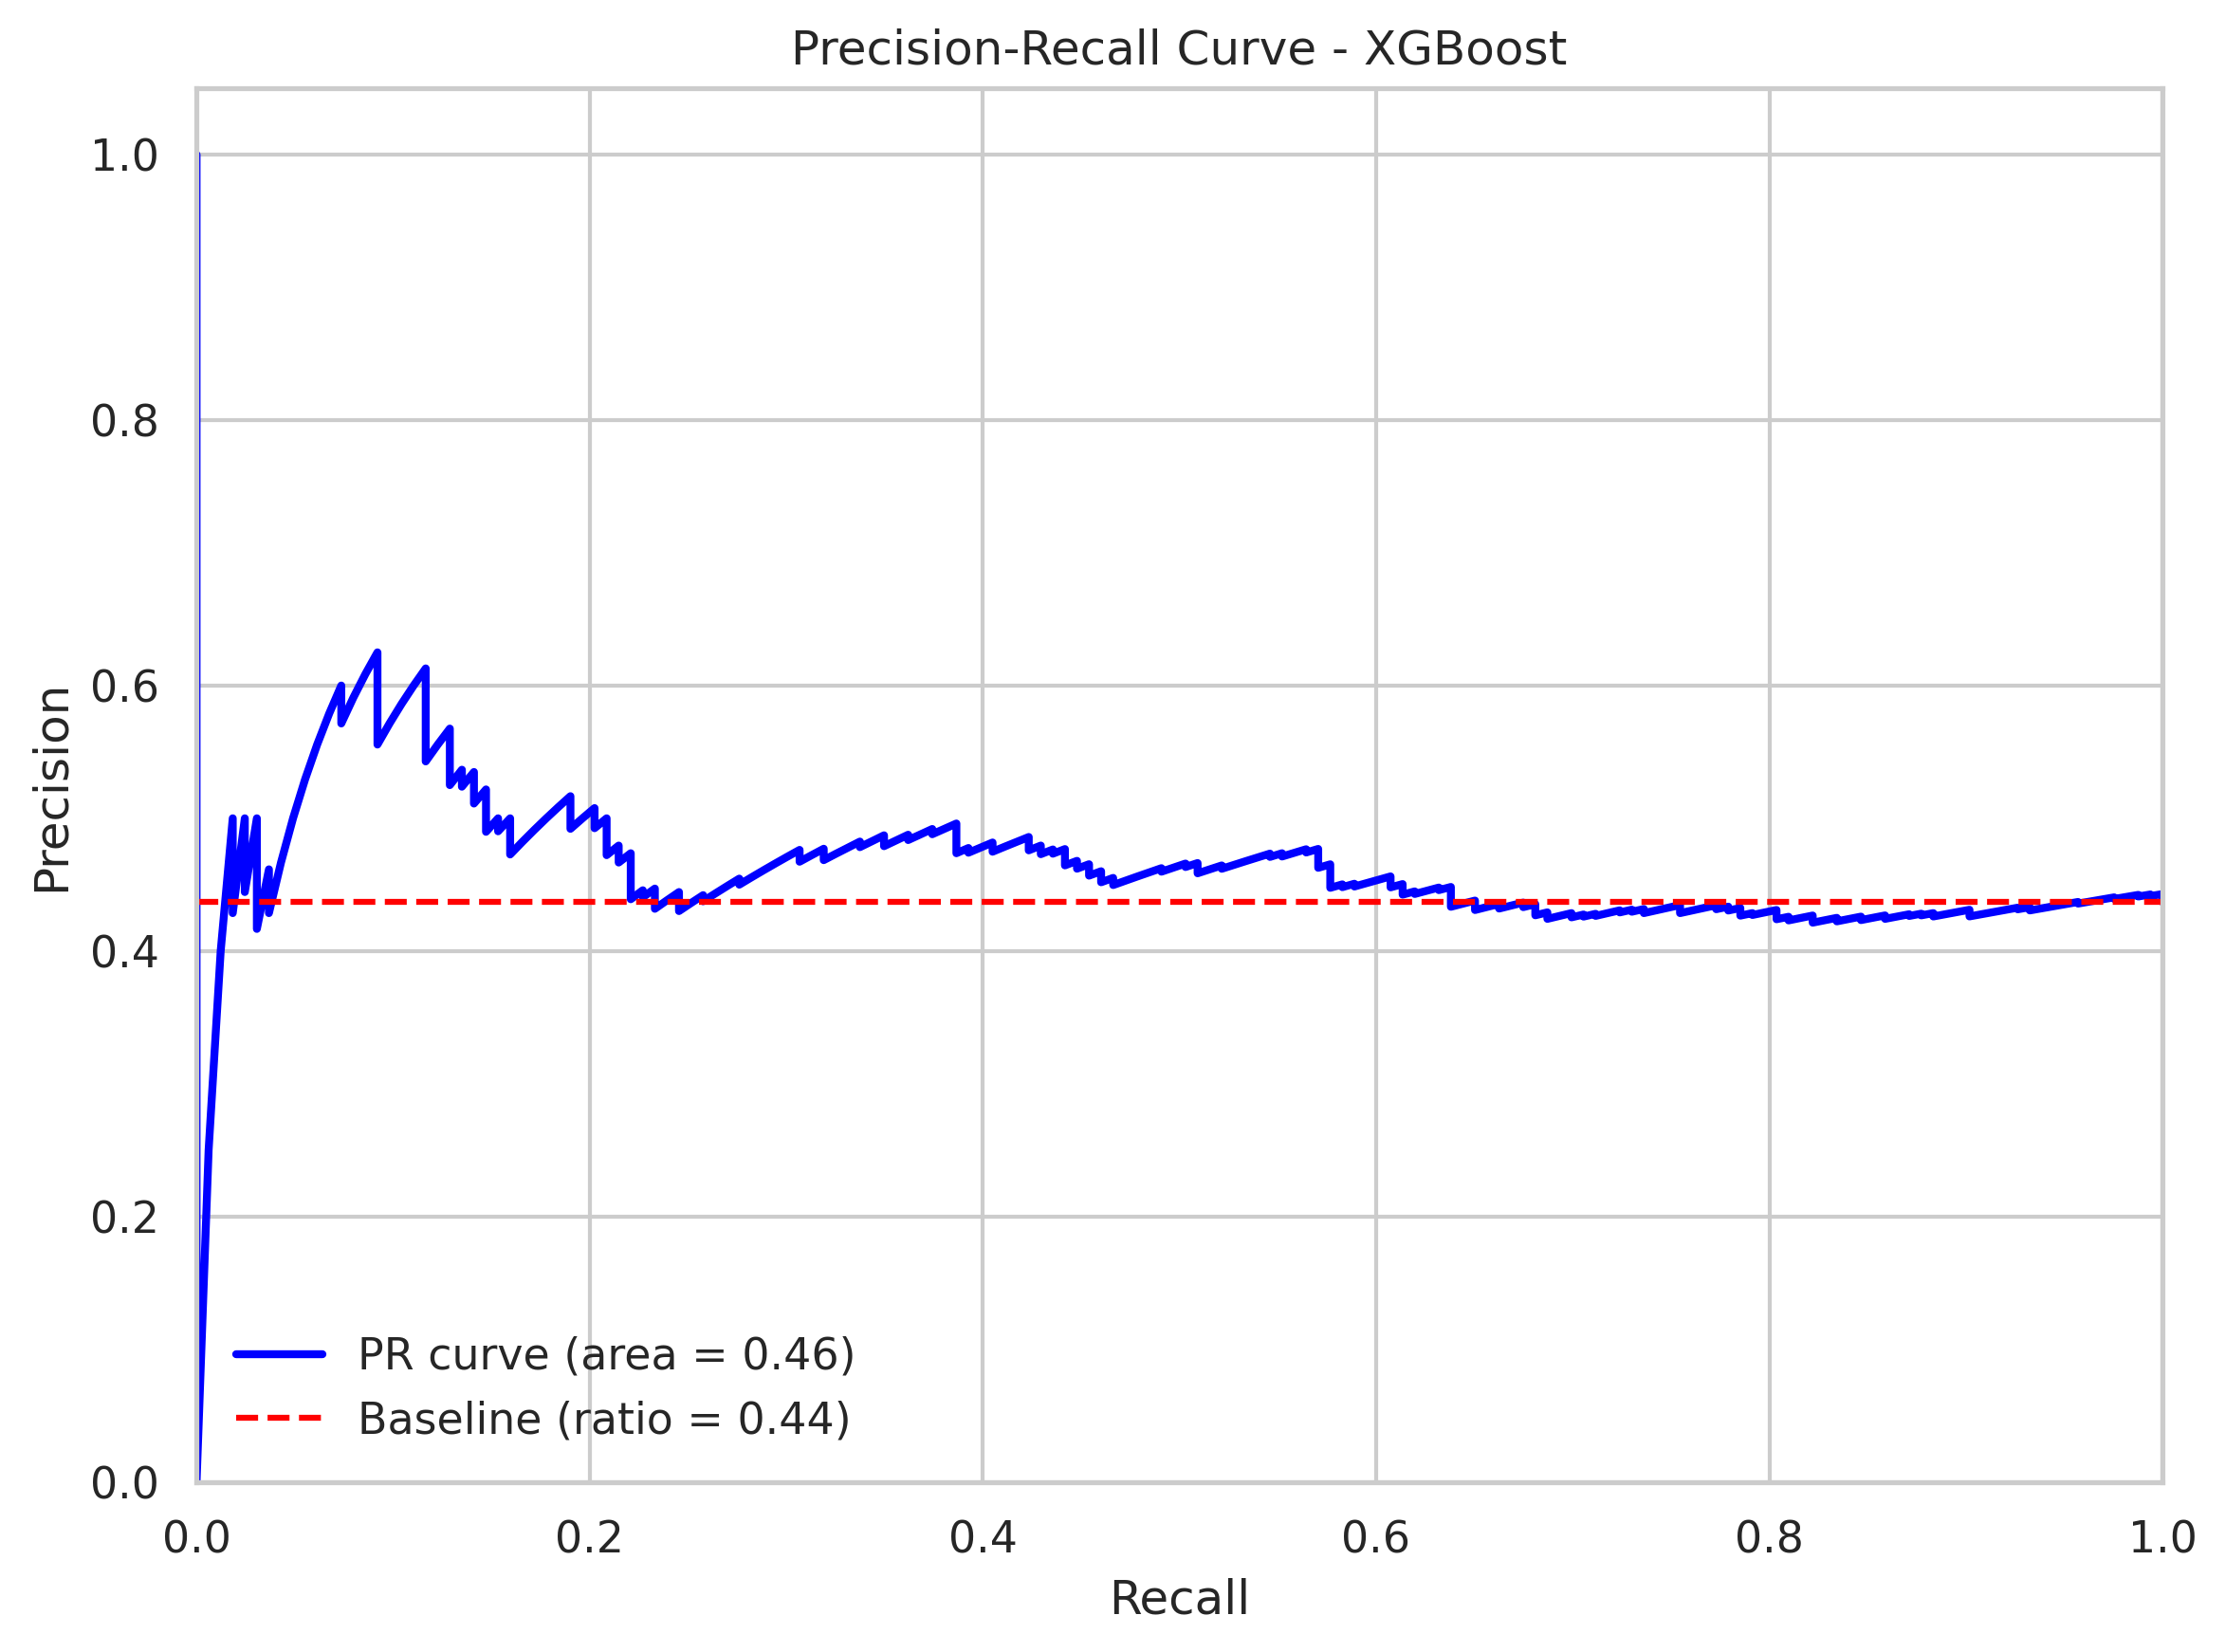 Precision-Recall Curve - XGBoost
1.0
0.8
0.6
0.4
0.2
0.0
Precision
PR curve (area = 0.46)
Baseline (ratio = 0.44)
0.0 0.2 0.4 0.6 0.8 1.0
Recall